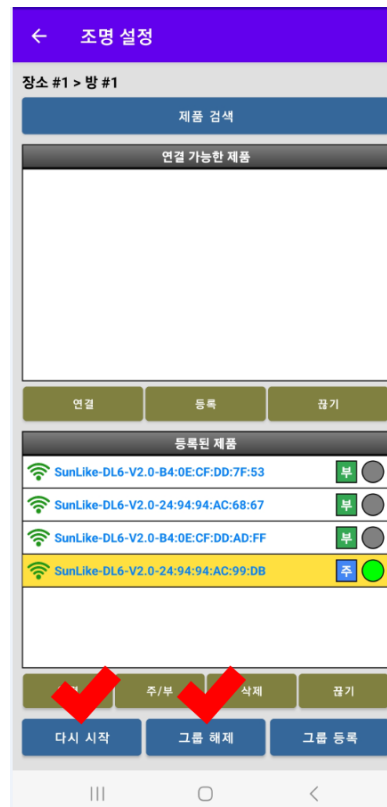 조명 설정
장소 #1 > 방 #1
제품 검색
연결 가능한 제품
연결 등록 끊기
등록된 제품
SunLike-DL6-V2.0-B4:0E:CF:DD:7F:53 부
SunLike-DL6-V2.0-24:94:94:AC:68:67 부
SunLike-DL6-V2.0-B4:0E:CF:DD:AD:FF 부
SunLike-DL6-V2.0-24:94:94:AC:99:DB 주
주/부 삭제 끊기
다시 시작 그룹 해제 그룹 등록